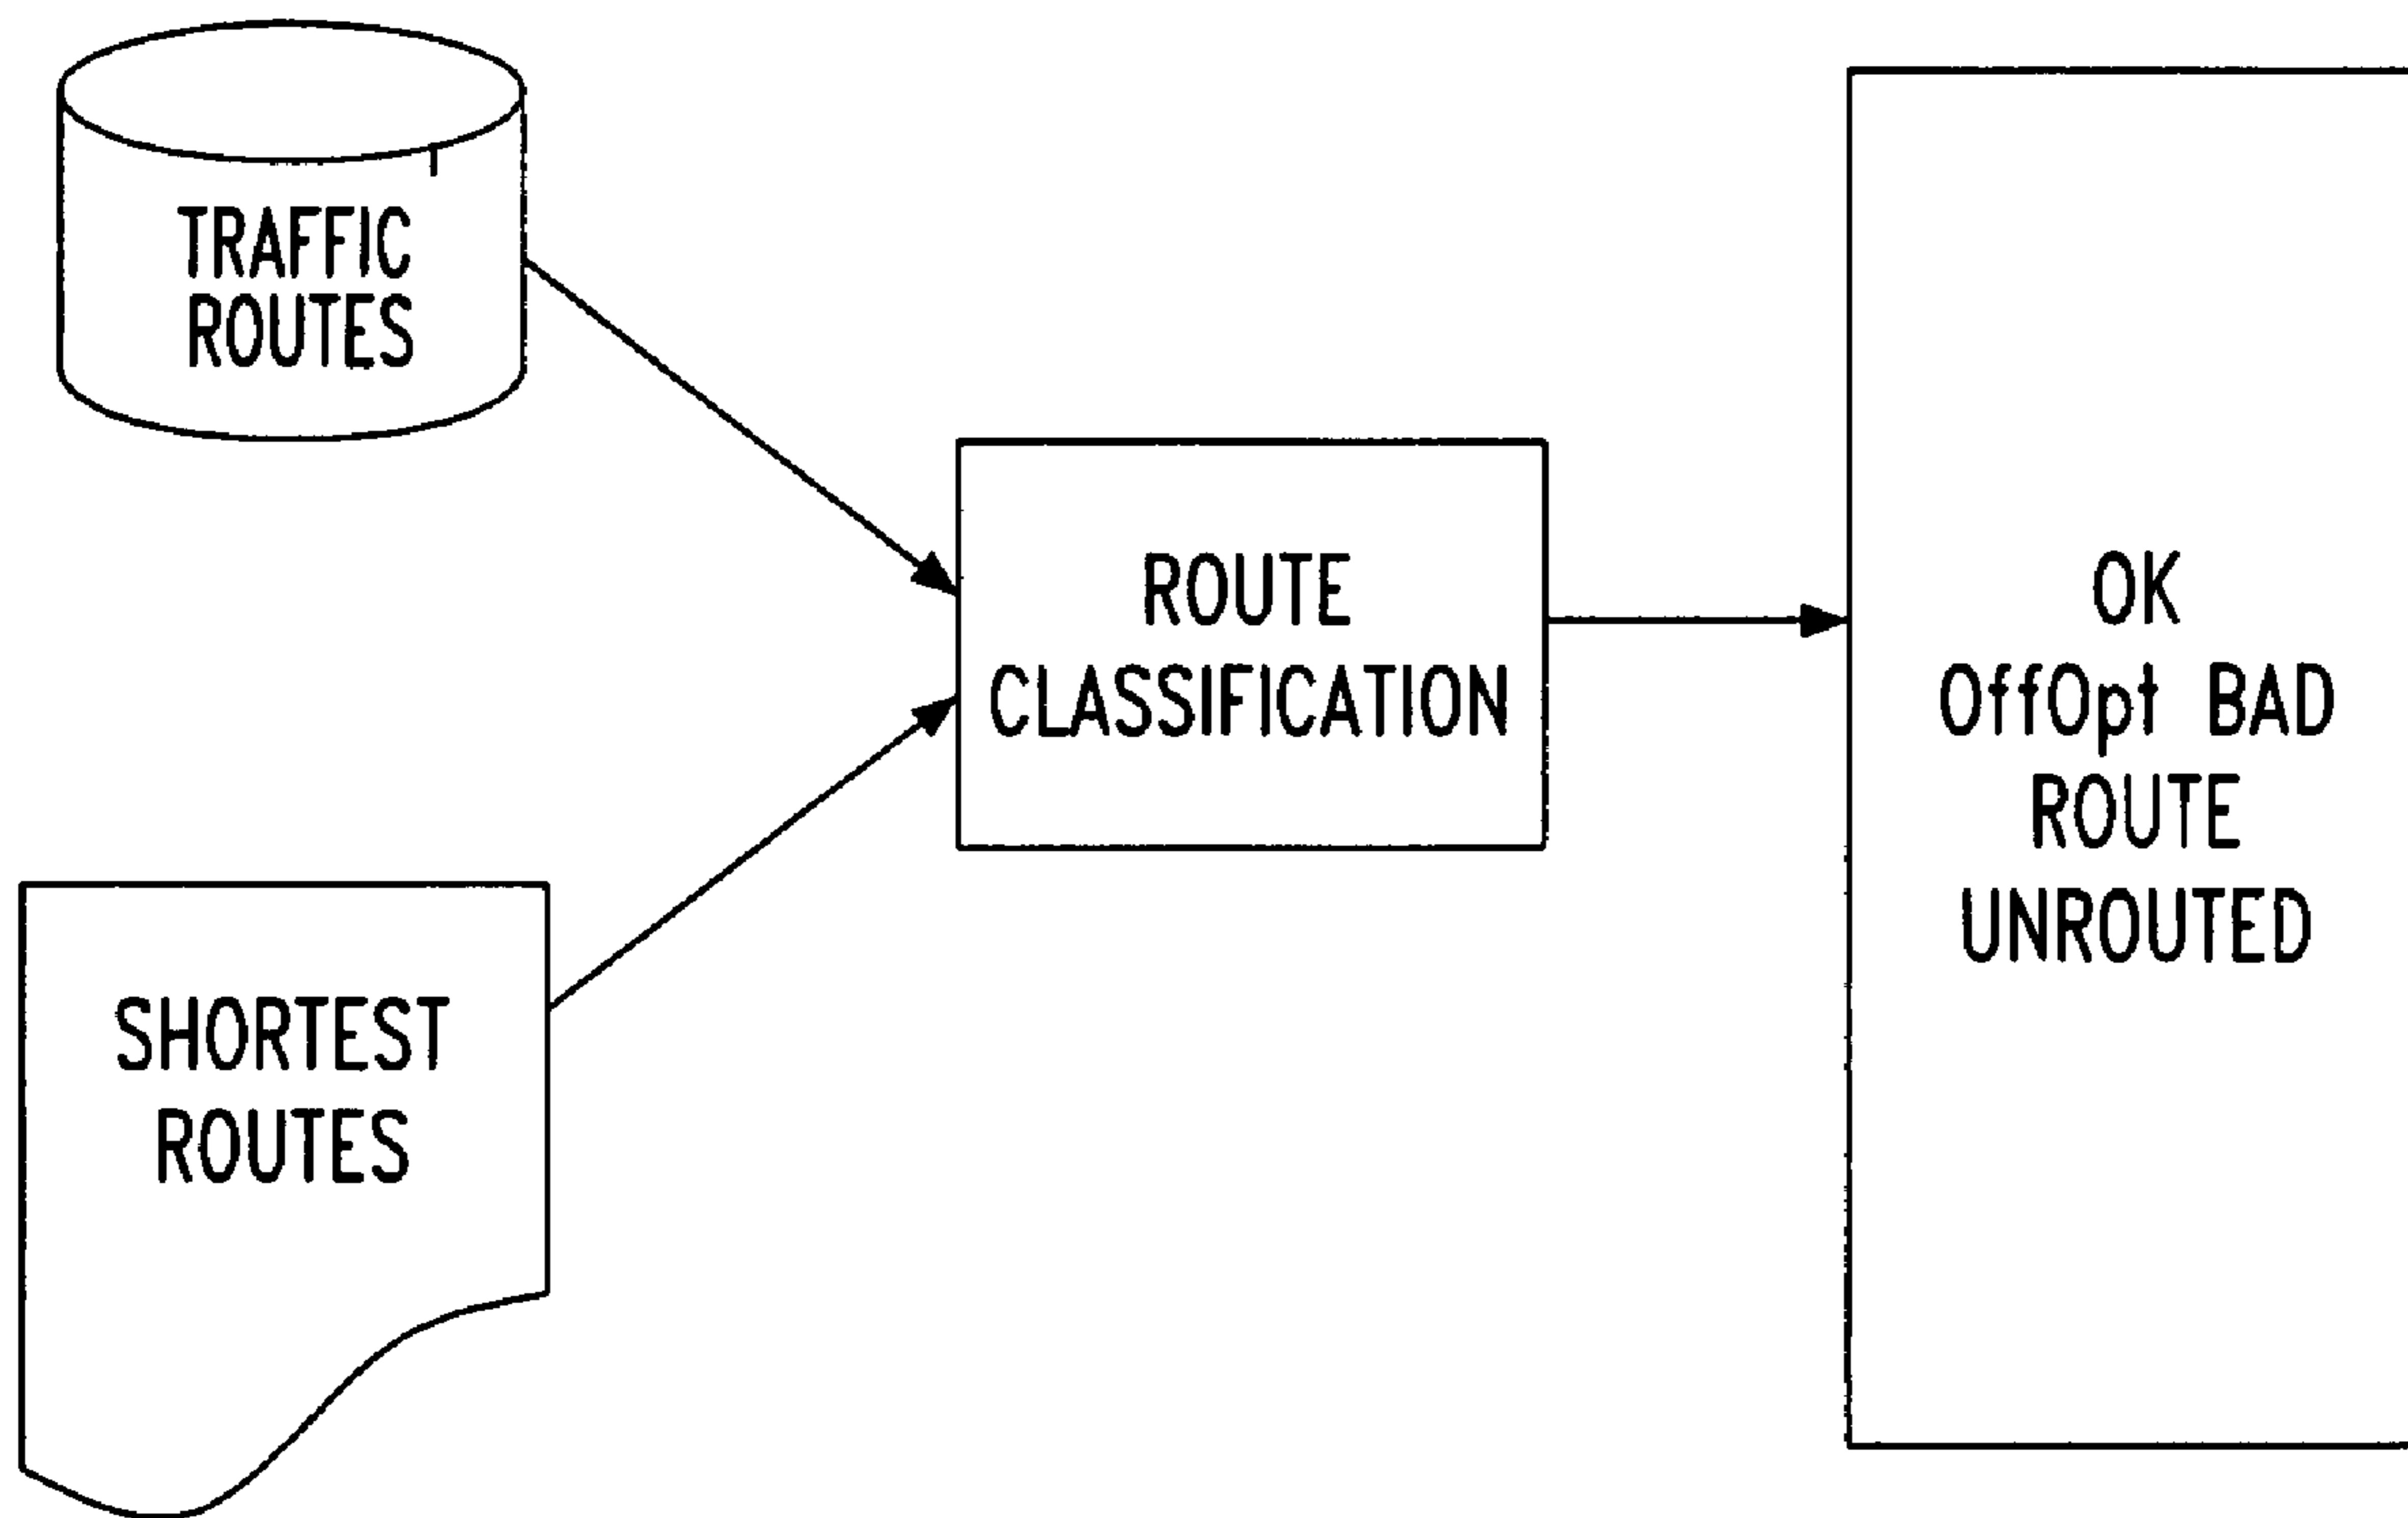 TRAFFIC
ROUTES
SHORTEST
ROUTES
ROUTE
CLASSIFICATION
OK
OffOpt BAD
ROUTE
UNROUTED